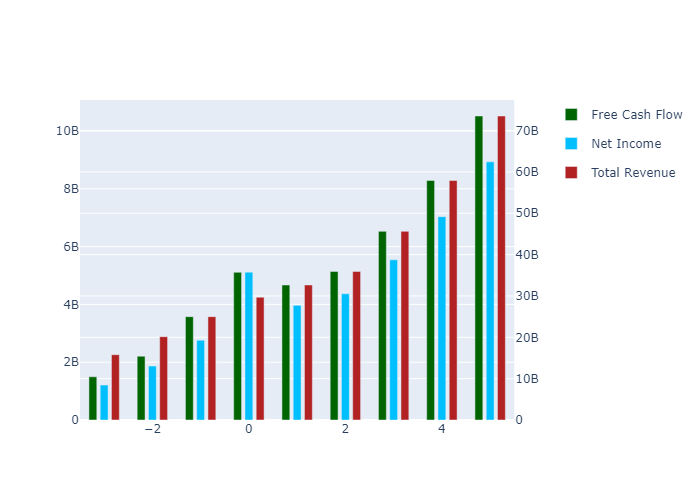 Free Cash Flow
Net Income
Total Revenue
10B
8B
6B
4B
2B
0
70B
60B
50B
40B
30B
20B
10B
0
−2
0
2
4